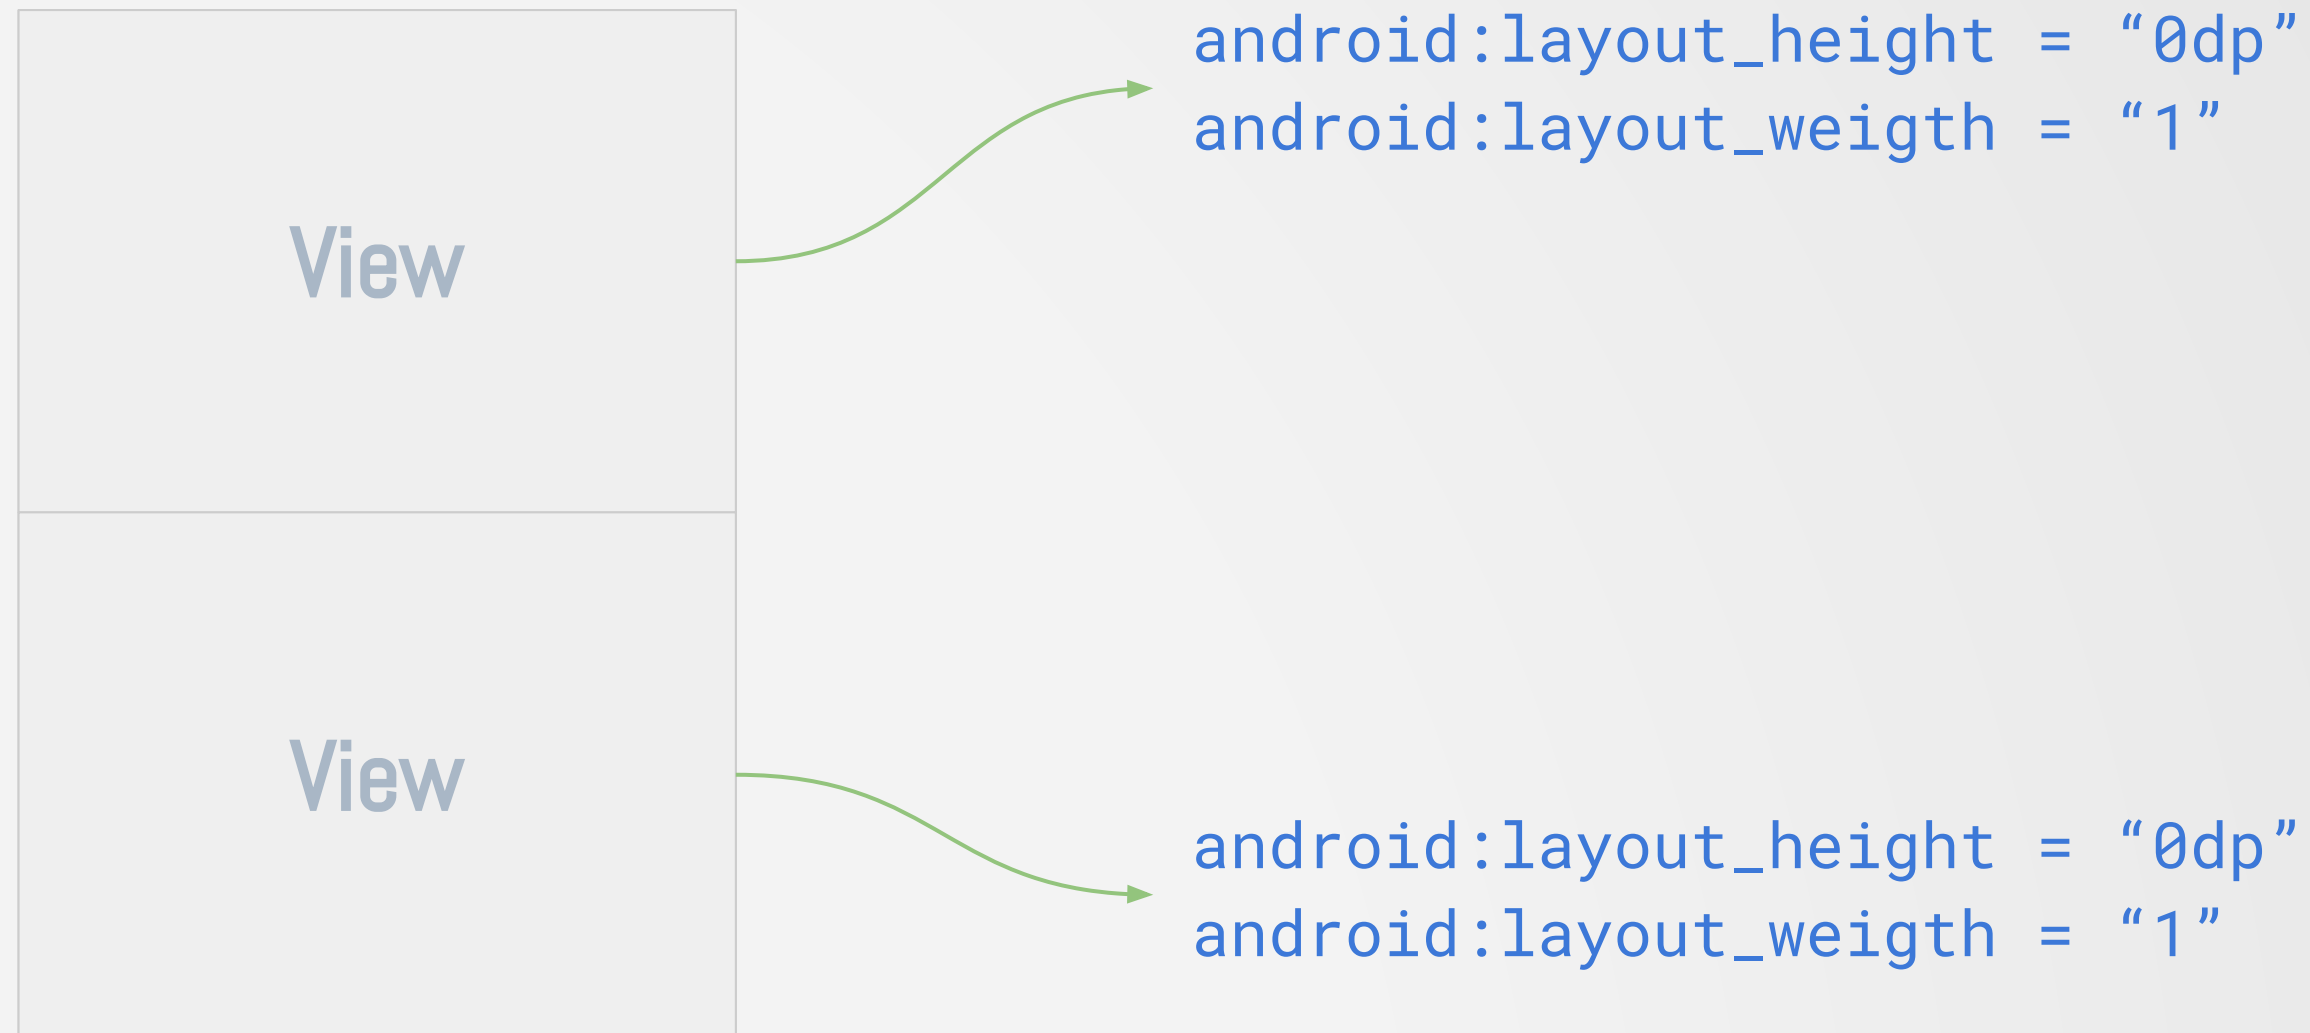 android:layout_height = “0dp”
android:layout_weigth = “1”
View
View
android:layout_height = “0dp”
android:layout_weigth = “1”